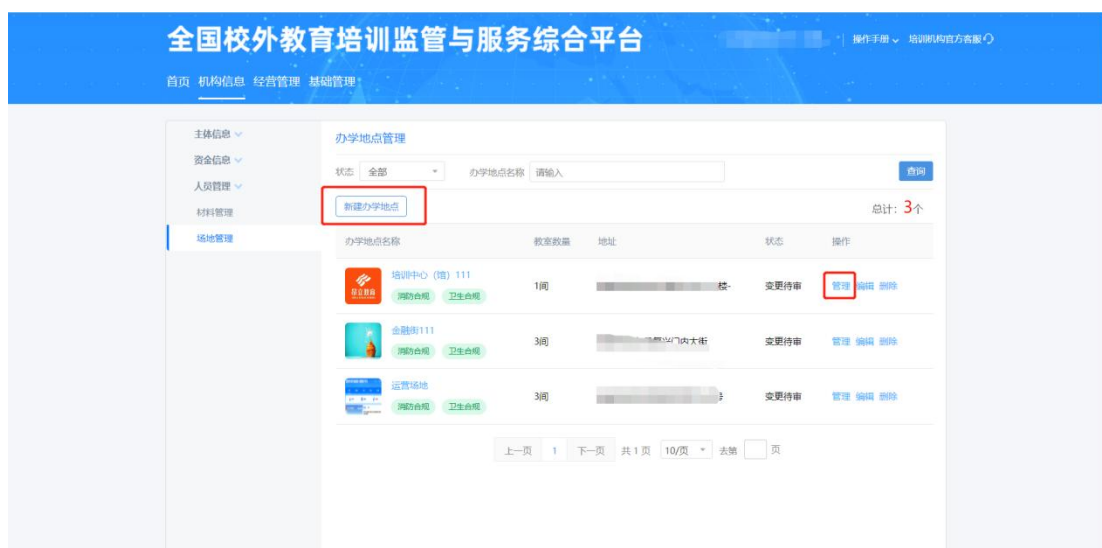 全国校外教育培训监管与服务综合平台
操作手册 培训机构官方客服
首页 机构信息 经营管理 基础管理
主体信息
资金信息
人员管理
材料管理
场地管理
办学地点管理
状态 全部 办学地点名称 请输入 查询
新建办学地点 总计: 3个
办学地点名称 教室数量 地址 状态 操作
培训中心（馆）111
消防合规 卫生合规
1间 楼- 变更待审 管理 编辑 删除
金融街111
消防合规 卫生合规
3间 复兴门内大街 变更待审 管理 编辑 删除
运营场地
消防合规 卫生合规
3间 变更待审 管理 编辑 删除
上一页 1 下一页 共 1 页 10/页 去第 页